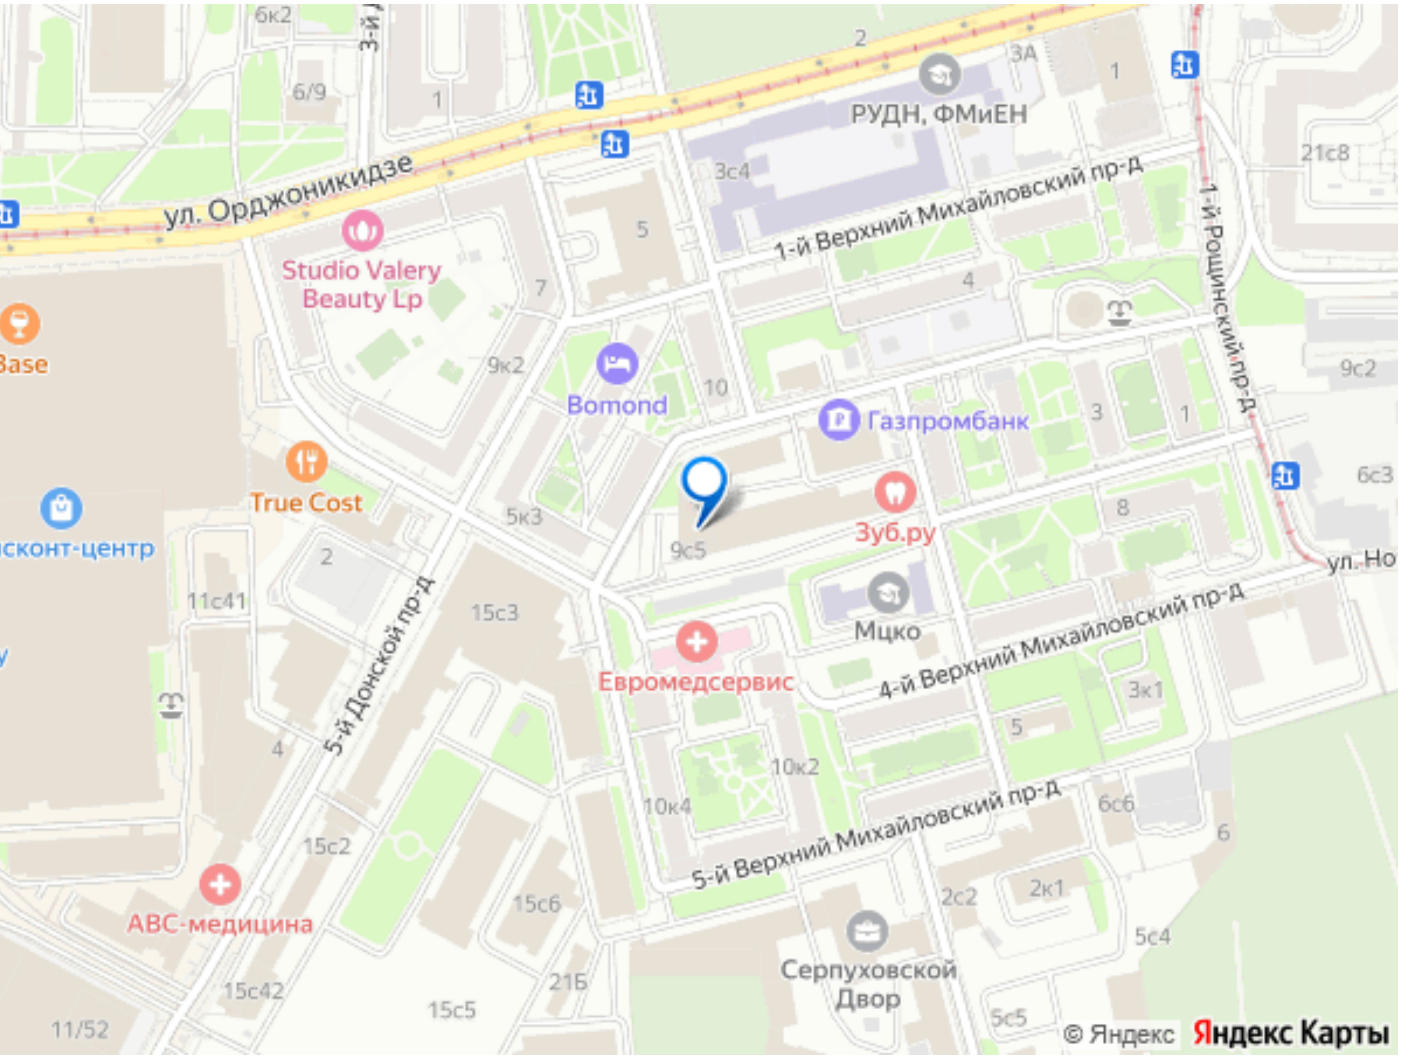 6к2
3-й
2
3А
1
6/9
1
РУДН, ФМиЕН
21с8
3с4
ул. Орджоникидзе
1-й Верхний Михайловский пр-д
1-й Рощинский пр-д
5
Studio Valery
Beauty Lp
7
4
Base
9к2
10
9с2
Bomond
3
1
Газпромбанк
6с3
True Cost
5к3
8
Зуб.ру
исконт-центр
9с5
2
ул. Но
11с41
15с3
Мцко
4-й Верхний Михайловский пр-д
у
Евромедсервис
5-й Донской пр-д
3к1
5
4
10к2
10к4
5-й Верхний Михайловский пр-д
6с6
6
15с2
2к1
2с2
15с6
АВС-медицина
5с4
Серпуховской
Двор
21Б
15с42
15с5
5с5
11/52
© Яндекс Яндекс Карты